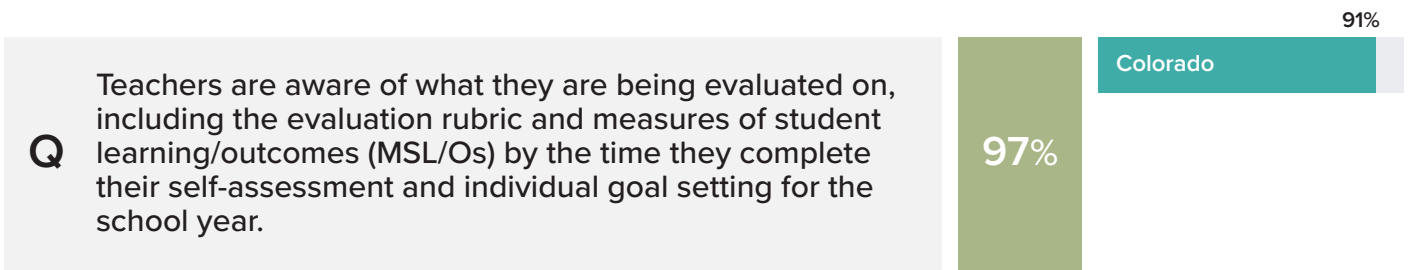 91%
Q
Teachers are aware of what they are being evaluated on,
including the evaluation rubric and measures of student
learning/outcomes (MSL/Os) by the time they complete
their self-assessment and individual goal setting for the
school year.
97%
Colorado